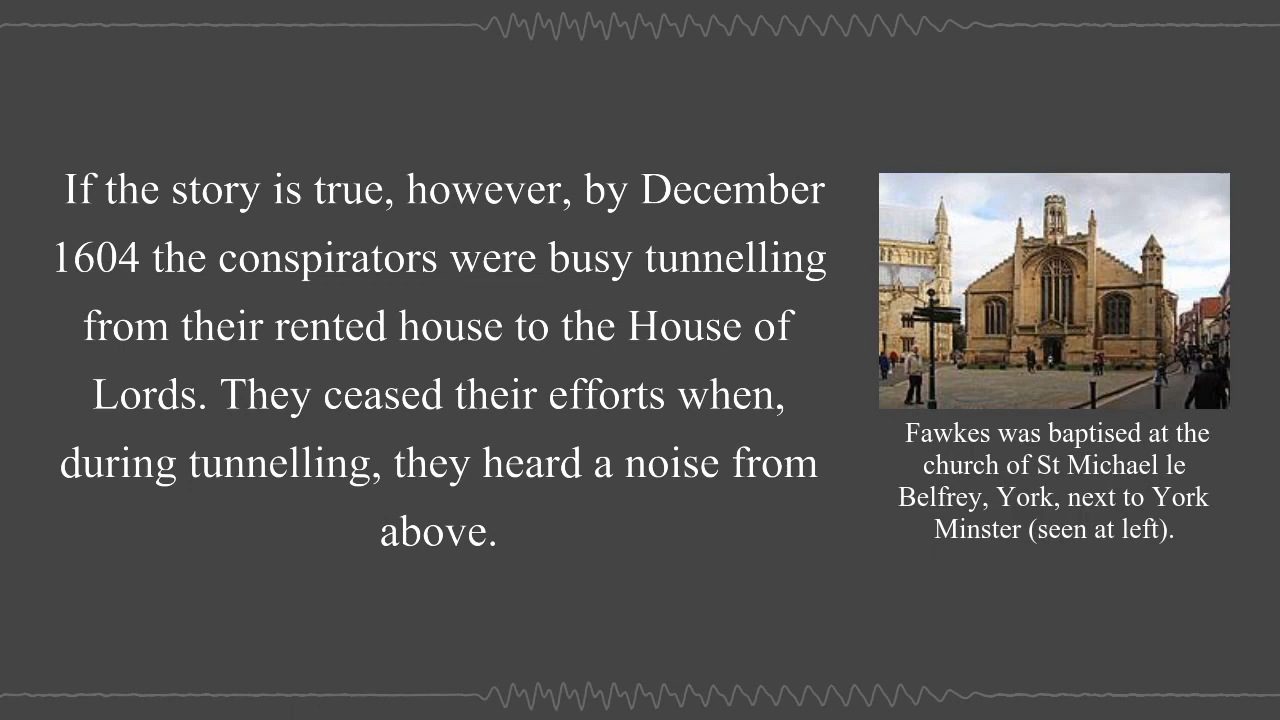 If the story is true, however, by December
1604 the conspirators were busy tunnelling
from their rented house to the House of
Lords. They ceased their efforts when,
during tunnelling, they heard a noise from
above.
Fawkes was baptised at the
church of St Michael le
Belfrey, York, next to York
Minster (seen at left).